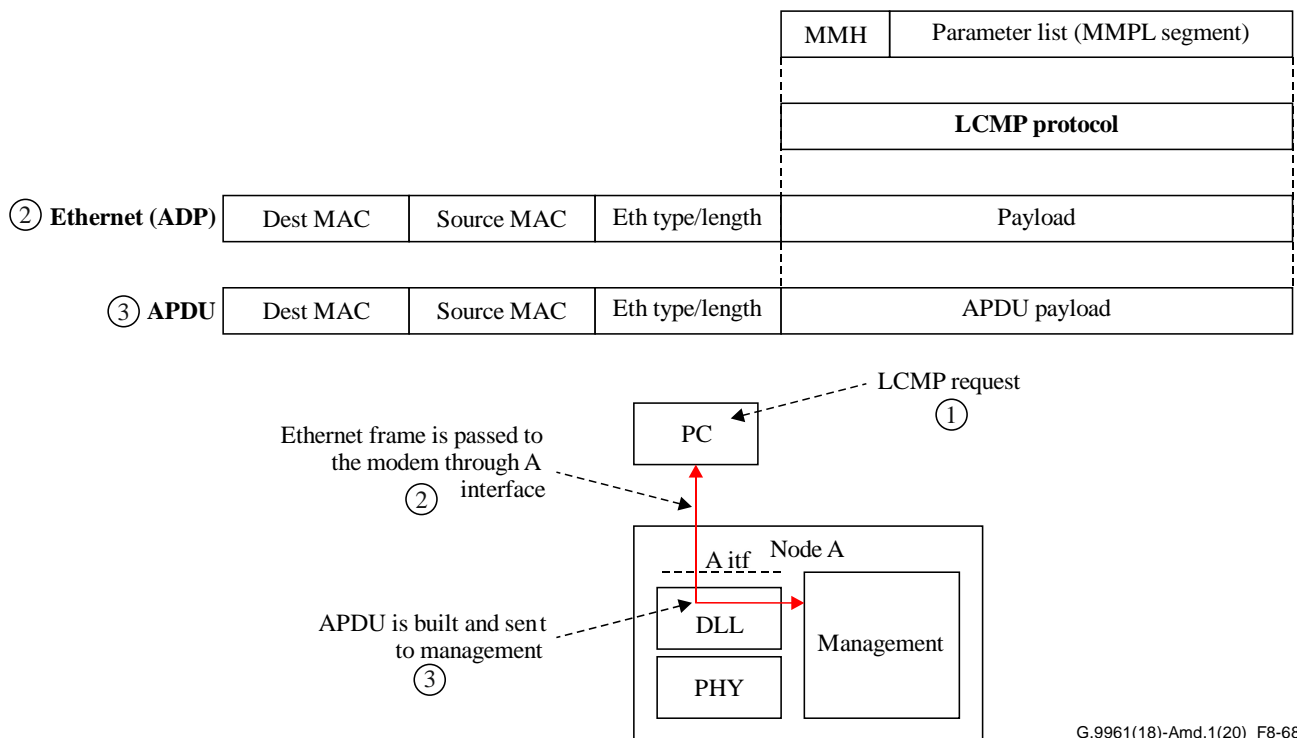 MMH Parameter list (MMPL segment)
LCMP protocol
② Ethernet (ADP) Dest MAC Source MAC Eth type/length Payload
③ APDU Dest MAC Source MAC Eth type/length APDU payload
LCMP request
①
PC
Ethernet frame is passed to
the modem through A
② interface
Node A
A itf
DLL
Management
APDU is built and sent
to management
③
PHY
G.9961(18)-Amd.1(20)_F8-68